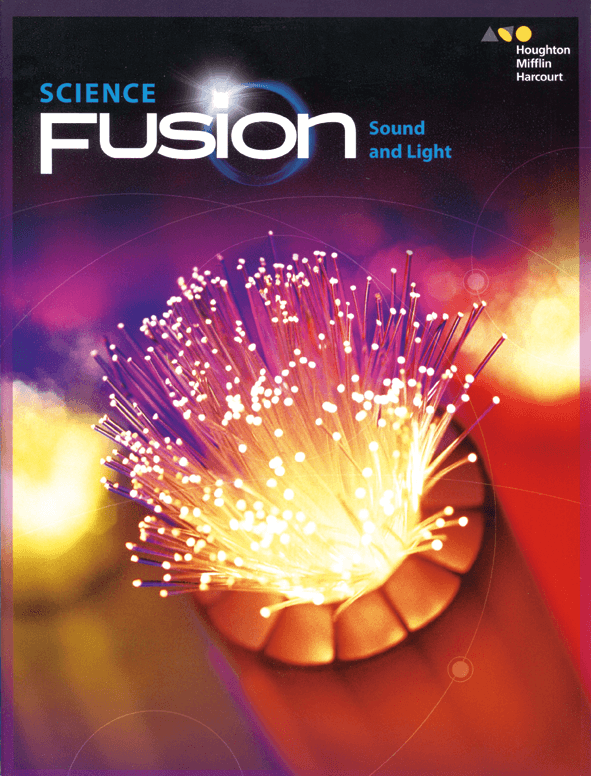 Houghton
Mifflin
Harcourt
SCIENCE
FUSION
Sound
and Light